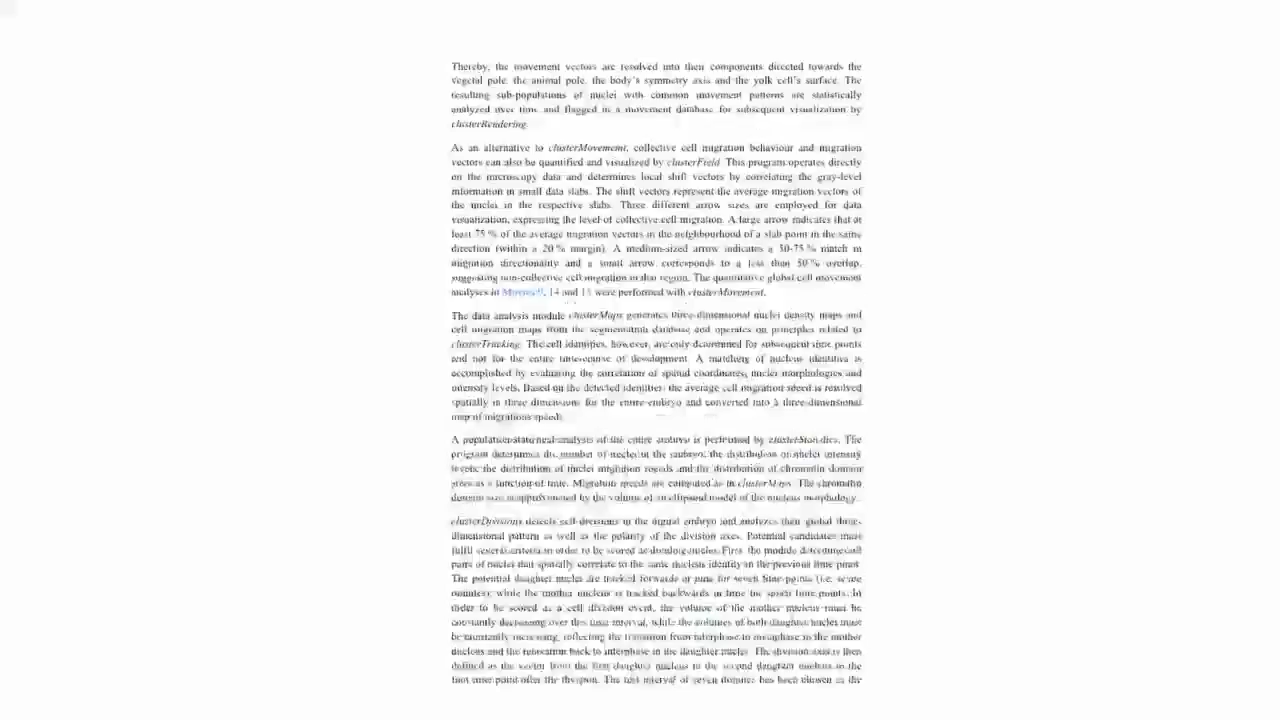 Thereby, the movement vectors are resolved into their components directed towards the
vegetal pole, the animal pole, the body's symmetry axis and the yolk cell's surface. The
resulting sub-populations of nuclei with common movement patterns are statistically
analyzed over time and flagged in a movement database for subsequent visualization by
clusterRendering.
As an alternative to clusterMovement, collective cell migration behaviour and migration
vectors can also be quantified and visualized by clusterField. This program operates directly
on the microscopy data and determines local shift vectors by correlating the gray-level
information in small data slabs. The shift vectors represent the average migration vectors of
the nuclei in the respective slabs. Three different arrow sizes are employed for data
visualization, expressing the level of collective cell migration. A large arrow indicates that at
least 75 % of the average migration vectors in the neighbourhood of a slab point in the same
direction (within a 20 % margin). A medium-sized arrow indicates a 50-75 % match in
migration directionality and a small arrow corresponds to a less than 50 % overlap,
suggesting non-collective cell migration in that region. The quantitative global cell movement
analyses in 14 and 15 were performed with clusterMovement.
The data analysis module clusterMaps generates three-dimensional nuclei density maps and
cell migration maps from the segmentation database and operates on principles related to
clusterTracking. The cell identities, however, are only determined for subsequent time points
and not for the entire time-course of development. A matching of nucleus identities is
accomplished by evaluating the correlation of spatial coordinates, nuclei morphologies and
intensity levels. Based on the detected identities, the average cell migration speed is resolved
spatially in three dimensions for the entire embryo and converted into a three-dimensional
map of migration speeds.
A population statistical analysis of the entire embryo is performed by clusterStatistics. The
program determines the number of nuclei in the embryo, the distribution of nuclei intensity
levels, the distribution of nuclei migration speeds and the distribution of chromatin domain
sizes as a function of time. Migration speeds are computed as in clusterMaps. The chromatin
domain size is approximated by the volume of an ellipsoid model of the nucleus morphology.
clusterDivisions detects cell divisions in the digital embryo and analyzes their global three-
dimensional pattern as well as the polarity of the division axes. Potential candidates must
fulfil several criteria in order to be scored as daughter nuclei. First, the module determines all
pairs of nuclei that spatially correlate to the same nucleus identity in the previous time point.
The potential daughter nuclei are tracked forwards in time for seven time points (i.e. seven
minutes), while the mother nucleus is tracked backwards in time for seven time points. In
order to be scored as a cell division event, the volume of the mother nucleus must be
constantly decreasing over this time interval, while the volumes of both daughter nuclei must
be constantly increasing, reflecting the transition from interphase to metaphase in the mother
nucleus and the relaxation back to interphase in the daughter nuclei. The division axis is then
defined as the vector from the first daughter nucleus to the second daughter nucleus in the
first time point after the division. The test interval of seven minutes has been chosen as the